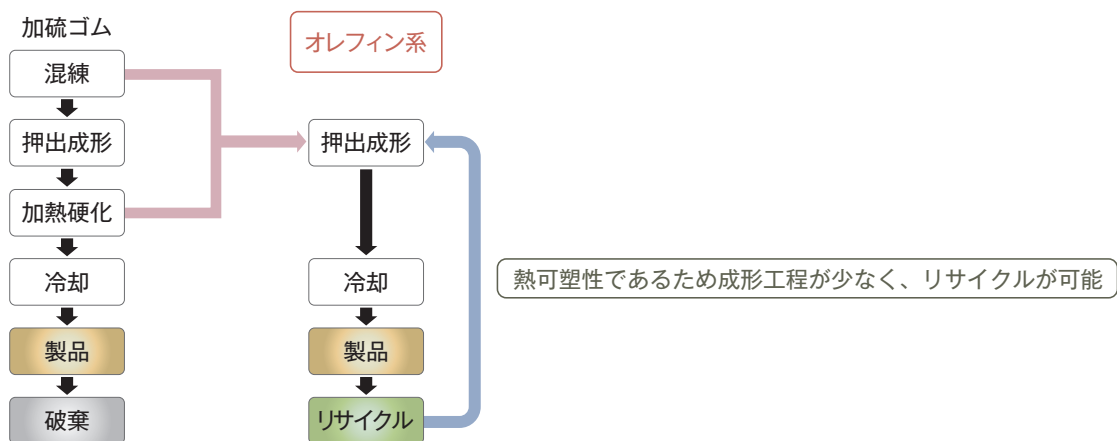 加硫ゴム
混練
押出成形
加熱硬化
冷却
製品
破棄
オレフィン系
押出成形
冷却
製品
リサイクル
熱可塑性であるため成形工程が少なく、リサイクルが可能